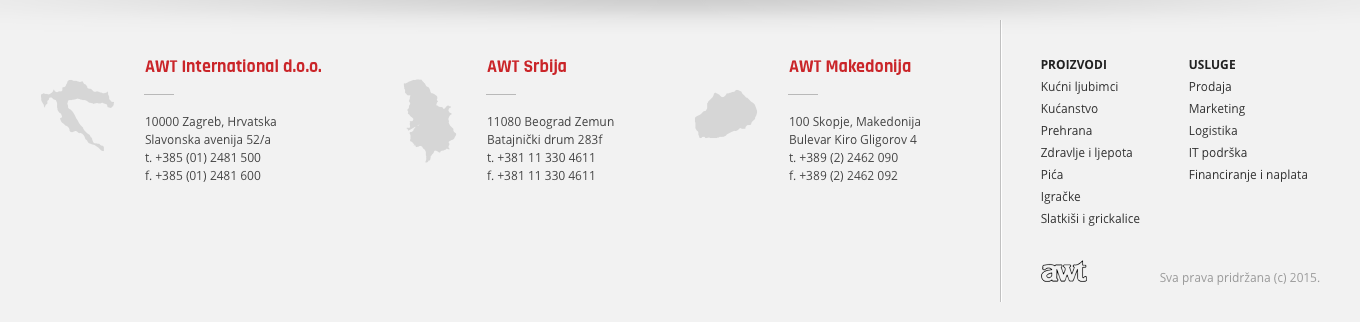 AWT International d.o.o.
10000 Zagreb, Hrvatska
Slavonska avenija 52/a
t. +385 (01) 2481 500
f. +385 (01) 2481 600
AWT Srbija
11080 Beograd Zemun
Batajnički drum 283f
t. +381 11 330 4611
f. +381 11 330 4611
AWT Makedonija
100 Skopje, Makedonija
Bulevar Kiro Gligorov 4
t. +389 (2) 2462 090
f. +389 (2) 2462 092
PROIZVODI
Kućni ljubimci
Kućanstvo
Prehrana
Zdravlje i ljepota
Pića
Igračke
Slatkiši i grickalice
USLUGE
Prodaja
Marketing
Logistika
IT podrška
Financiranje i naplata
awt
Sva prava pridržana (c) 2015.